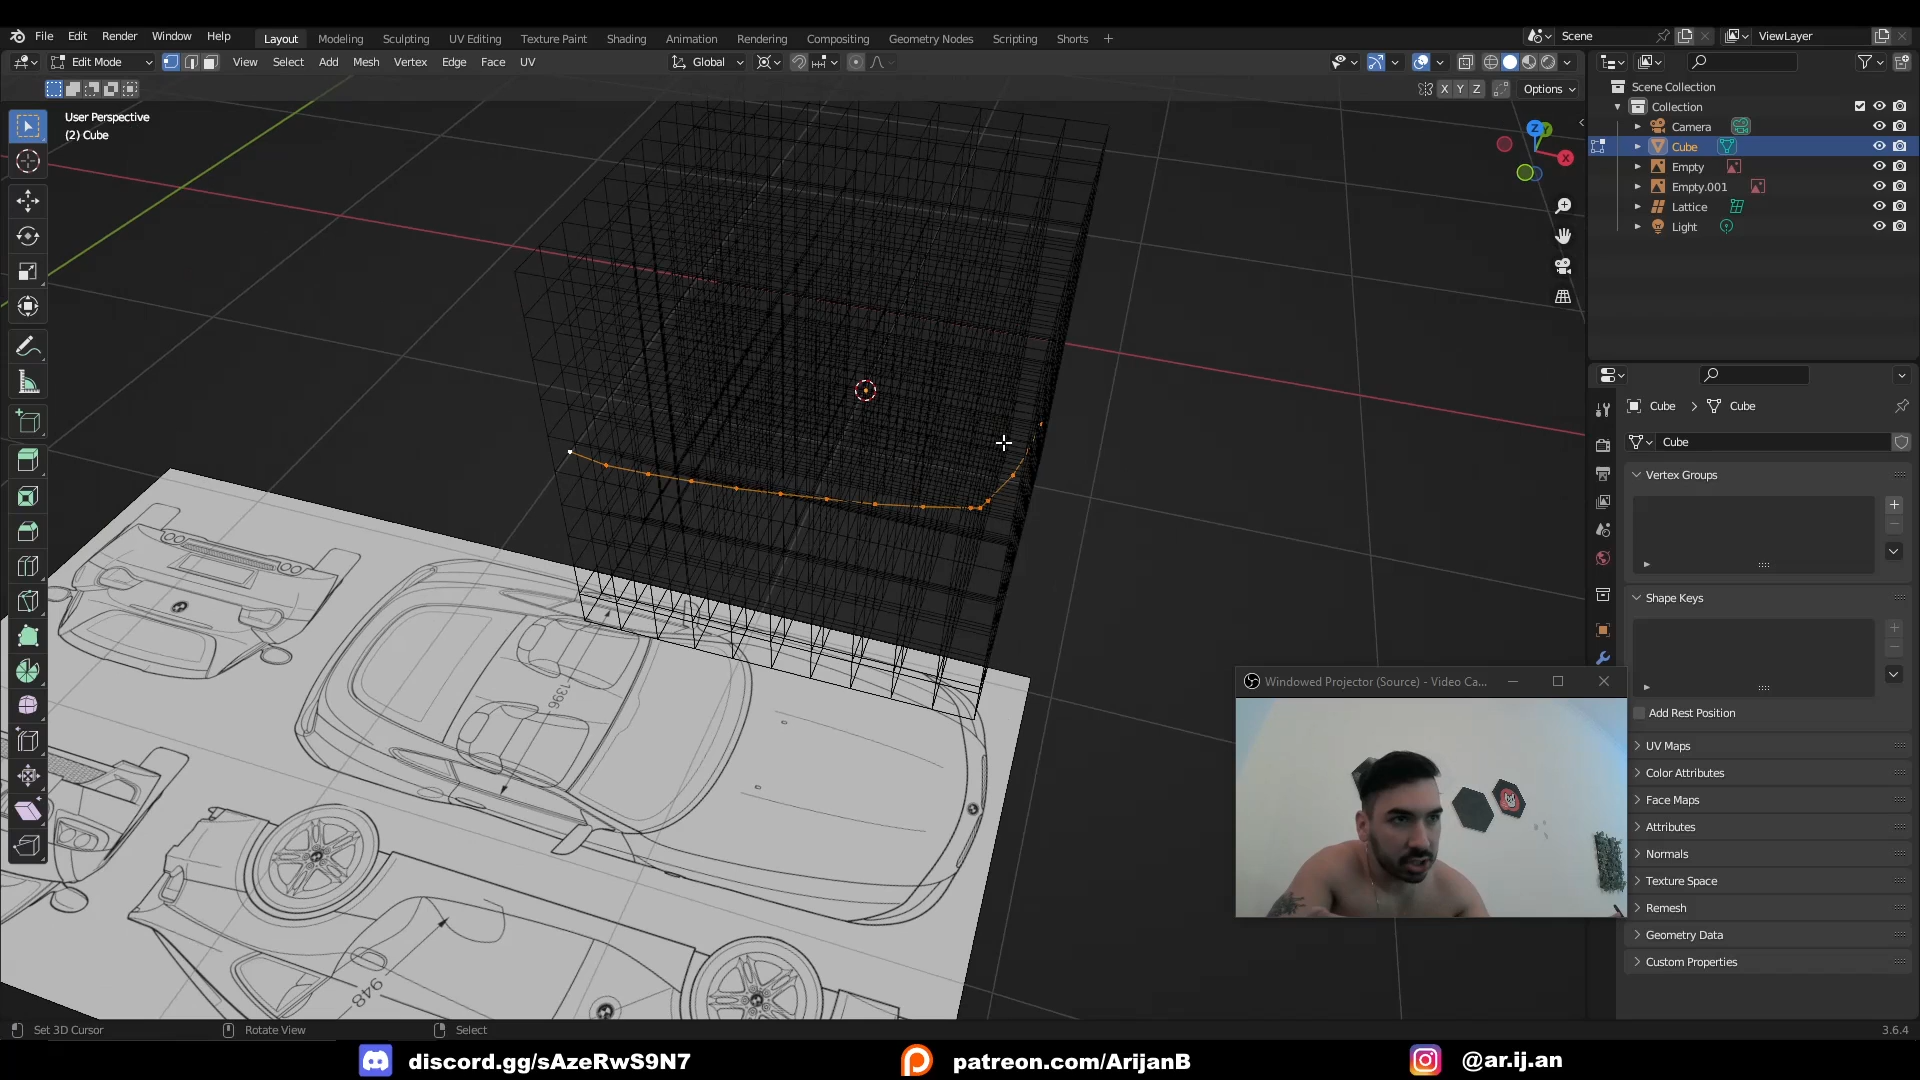 File Edit Render Window Help
Layout Modeling Sculpting UV Editing Texture Paint Shading Animation Rendering Compositing Geometry Nodes Scripting Shorts +
Scene
ViewLayer
Edit Mode
View Select Add Mesh Vertex Edge Face UV
Global
X Y Z
Options
User Perspective
(2) Cube
Z
Y
X
Scene Collection
Collection
Camera
Cube
Empty
Empty.001
Lattice
Light
Cube > Cube
Cube
Vertex Groups
Shape Keys
Add Rest Position
UV Maps
Color Attributes
Face Maps
Attributes
Normals
Texture Space
Remesh
Geometry Data
Custom Properties
1396
948
Windowed Projector (Source) - Video Ca...
Set 3D Cursor
Rotate View
Select
3.6.4
discord.gg/sAzeRwS9N7
patreon.com/ArijanB
@ar.ij.an